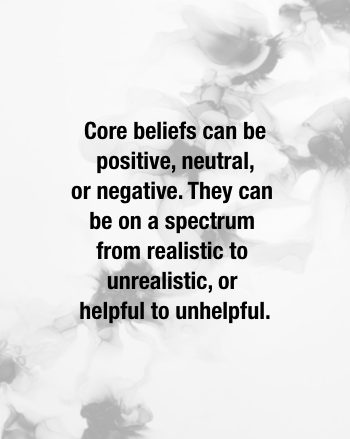 Core beliefs can be
positive, neutral,
or negative. They can
be on a spectrum
from realistic to
unrealistic, or
helpful to unhelpful.